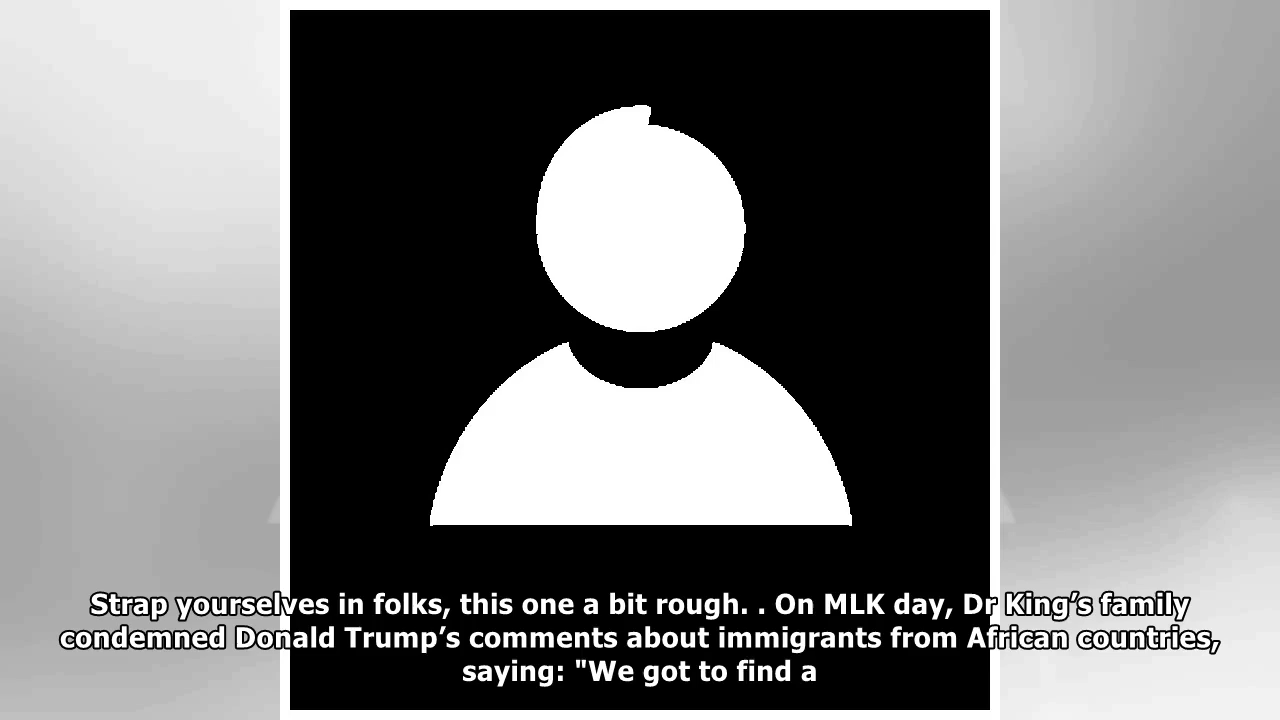 Strap yourselves in folks, this one a bit rough. . On MLK day, Dr King’s family
condemned Donald Trump’s comments about immigrants from African countries,
saying: "We got to find a